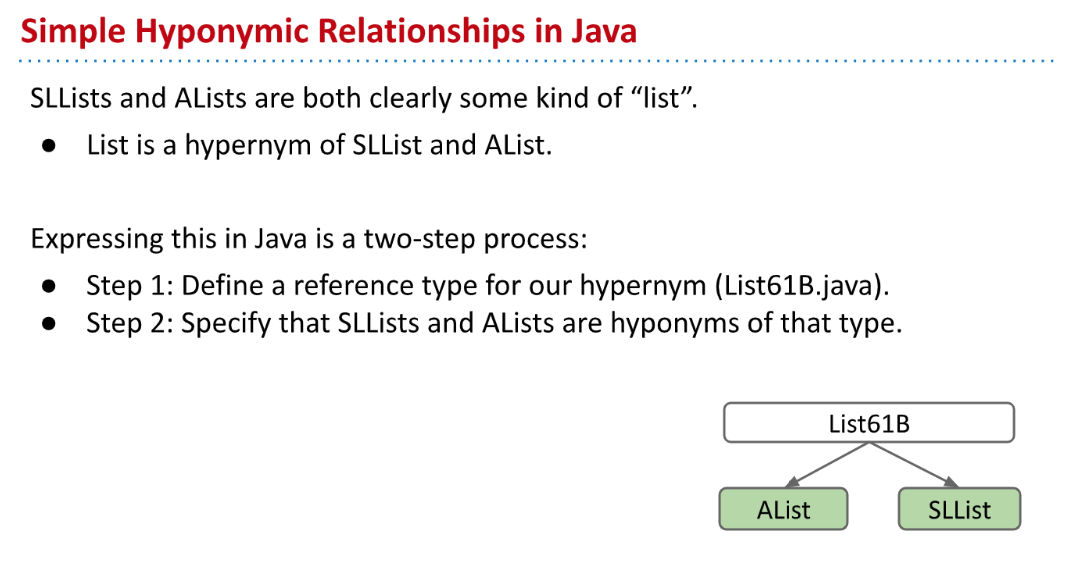 Simple Hyponymic Relationships in Java
SLLists and ALists are both clearly some kind of “list”.
● List is a hypernym of SLList and AList.
Expressing this in Java is a two-step process:
● Step 1: Define a reference type for our hypernym (List61B.java).
● Step 2: Specify that SLLists and ALists are hyponyms of that type.
List61B
AList
SLList